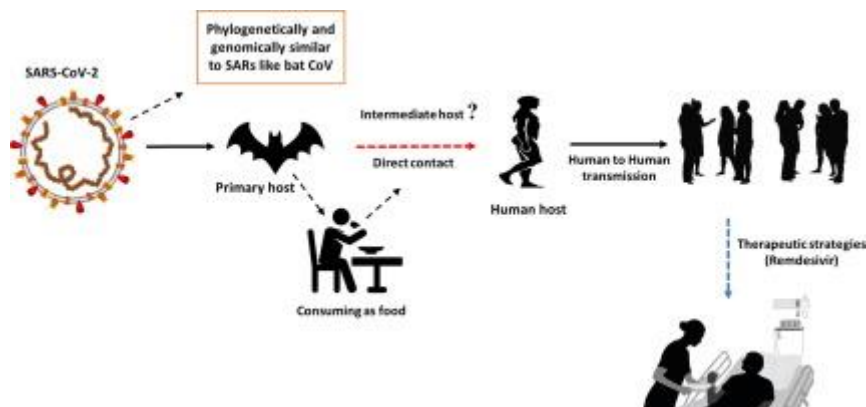 Phylogenetically and
genomically similar
to SARs like bat CoV
SARS-CoV-2
Intermediate host ?
Direct contact
Primary host
Human host
Human to Human
transmission
Consuming as food
Therapeutic strategies
(Remdesivir)